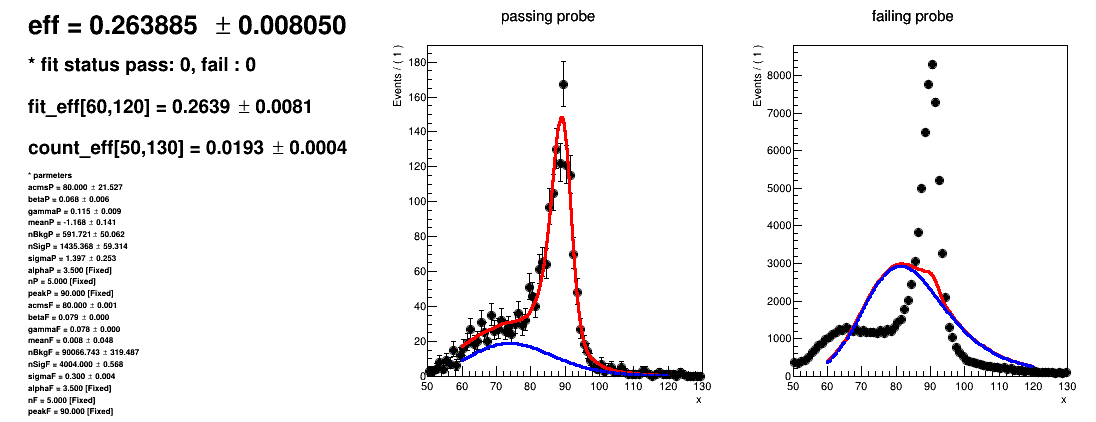 eff = 0.263885 ± 0.008050
* fit status pass: 0, fail : 0
fit_eff[60,120] = 0.2639 ± 0.0081
count_eff[50,130] = 0.0193 ± 0.0004
* parmeters
acmsP = 80.000 ± 21.527
betaP = 0.068 ± 0.006
gammaP = 0.115 ± 0.009
meanP = -1.168 ± 0.141
nBkgP = 591.721 ± 50.062
nSigP = 1435.368 ± 59.314
sigmaP = 1.397 ± 0.253
alphaP = 3.500 [Fixed]
nP = 5.000 [Fixed]
peakP = 90.000 [Fixed]
acmsF = 80.000 ± 0.001
betaF = 0.079 ± 0.000
gammaF = 0.078 ± 0.000
meanF = 0.008 ± 0.048
nBkgF = 90066.743 ± 319.487
nSigF = 4004.000 ± 0.568
sigmaF = 0.300 ± 0.004
alphaF = 3.500 [Fixed]
nF = 5.000 [Fixed]
peakF = 90.000 [Fixed]
passing probe
Events / ( 1 )
180
160
140
120
100
80
60
40
20
0
50 60 70 80 90 100 110 120 130
x
failing probe
Events / ( 1 )
8000
7000
6000
5000
4000
3000
2000
1000
0
50 60 70 80 90 100 110 120 130
x